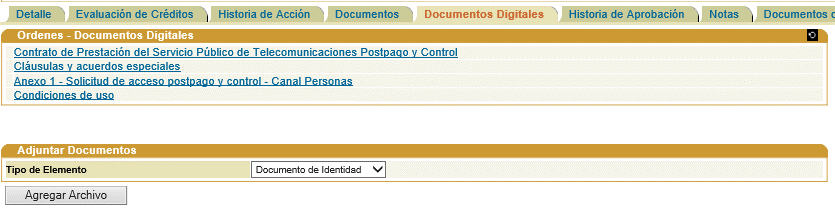 Detalle Evaluación de Créditos Historia de Acción Documentos Documentos Digitales Historia de Aprobación Notas Documentos
Ordenes - Documentos Digitales
Contrato de Prestación del Servicio Público de Telecomunicaciones Postpago y Control
Cláusulas y acuerdos especiales
Anexo 1 - Solicitud de acceso postpago y control - Canal Personas
Condiciones de uso
Adjuntar Documentos
Tipo de Elemento Documento de Identidad
Agregar Archivo